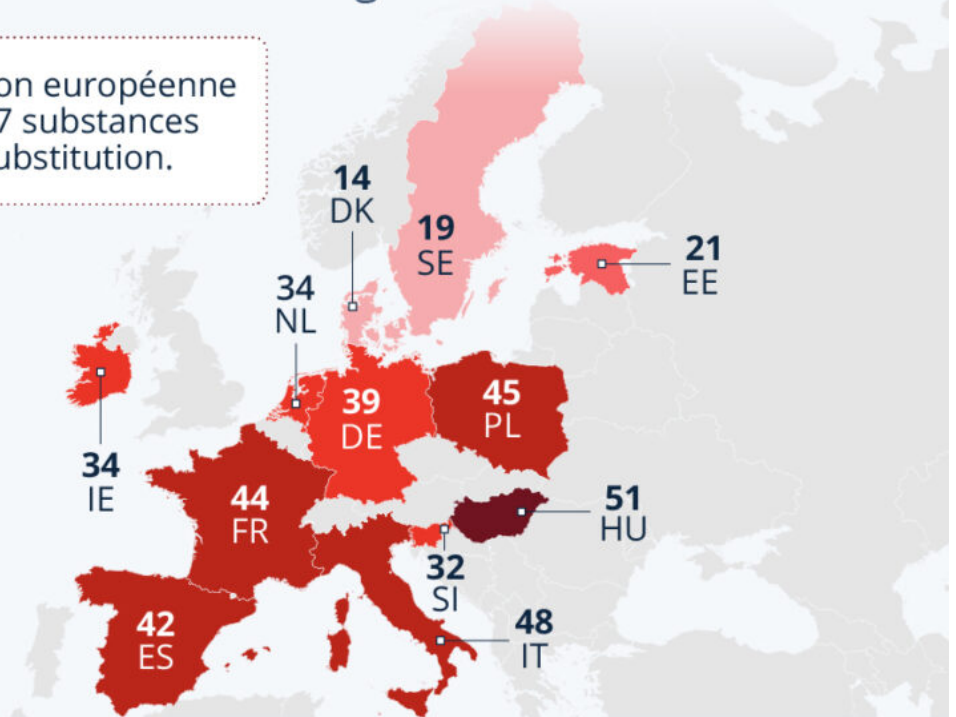 on européenne
7 substances
ubstitution.
14
DK
19
SE
21
EE
34
NL
39
DE
45
PL
34
IE
44
FR
51
HU
32
SI
42
ES
48
IT